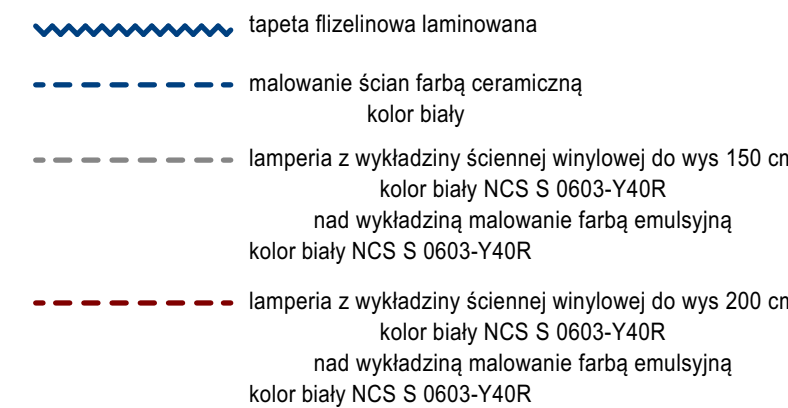 tapeta flizelinowa laminowana
malowanie ścian farbą ceramiczną
kolor biały
lamperia z wykładziny ściennej winylowej do wys 150 cm
kolor biały NCS S 0603-Y40R
nad wykładziną malowanie farbą emulsyjną
kolor biały NCS S 0603-Y40R
lamperia z wykładziny ściennej winylowej do wys 200 cm
kolor biały NCS S 0603-Y40R
nad wykładziną malowanie farbą emulsyjną
kolor biały NCS S 0603-Y40R